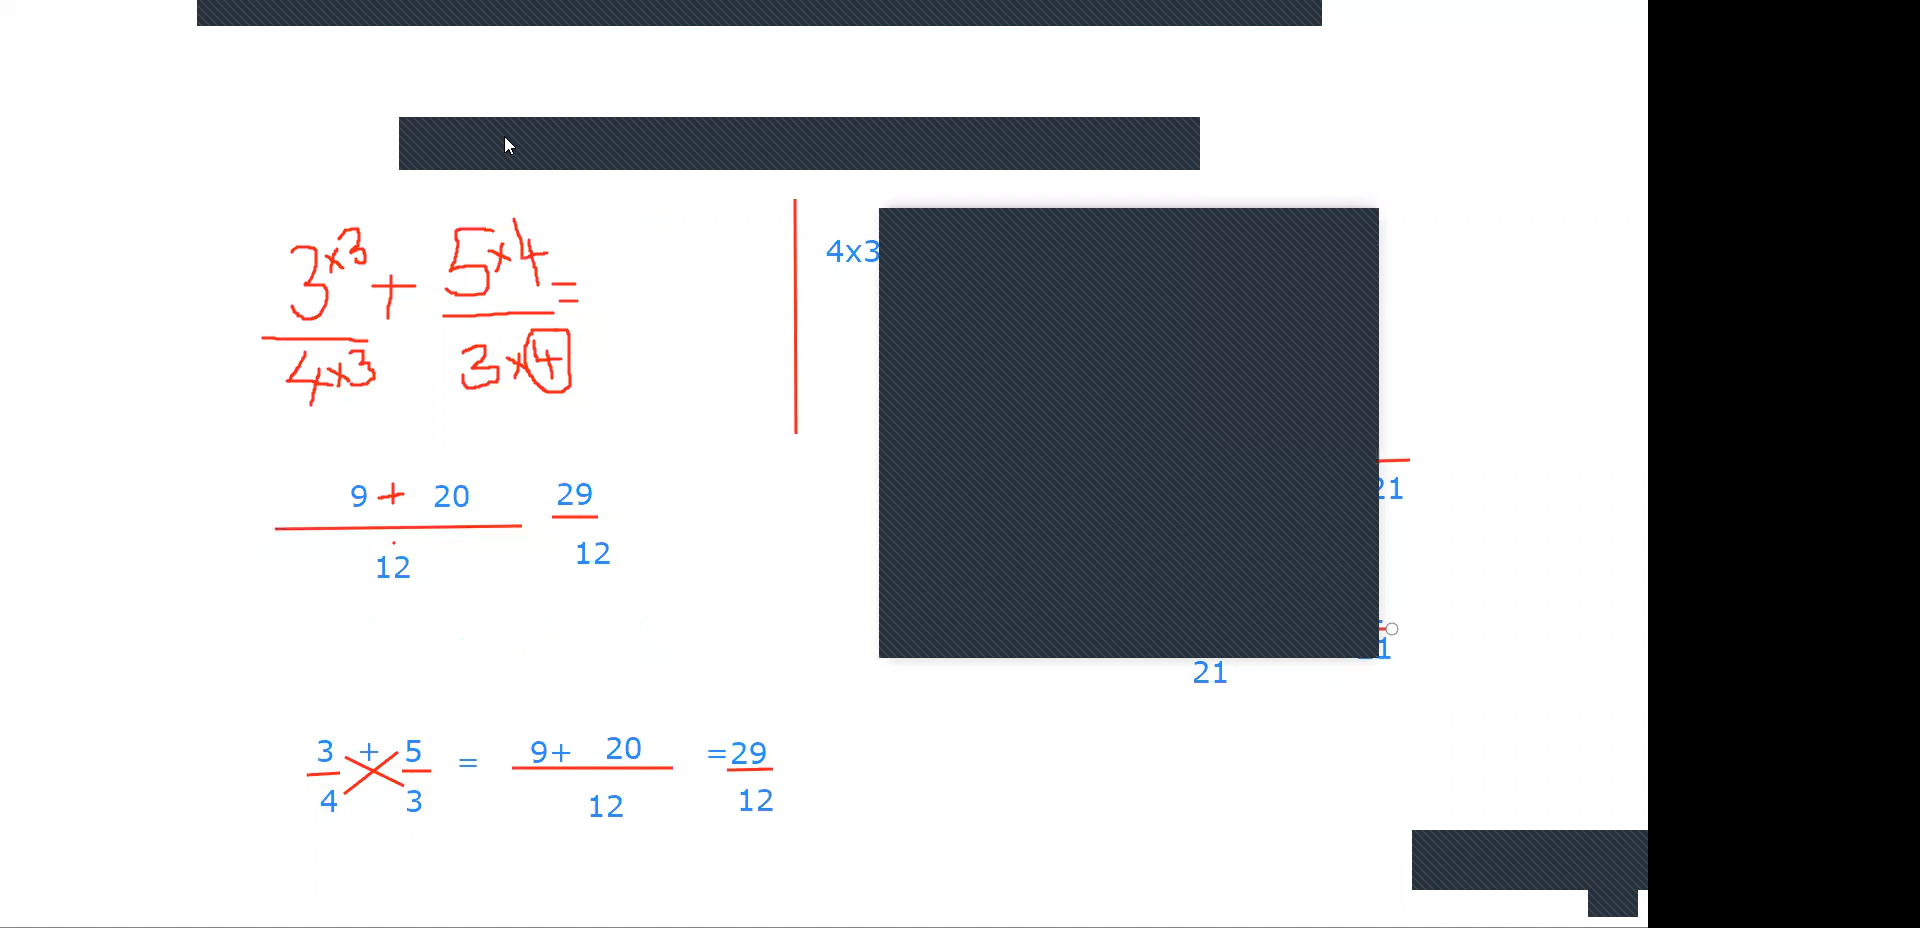 3x3 + 5x4 =
4x3 3x4
4x3
9 + 20 29
12 12
21
21
3 + 5 = 9+ 20 =29
4 3 12 12